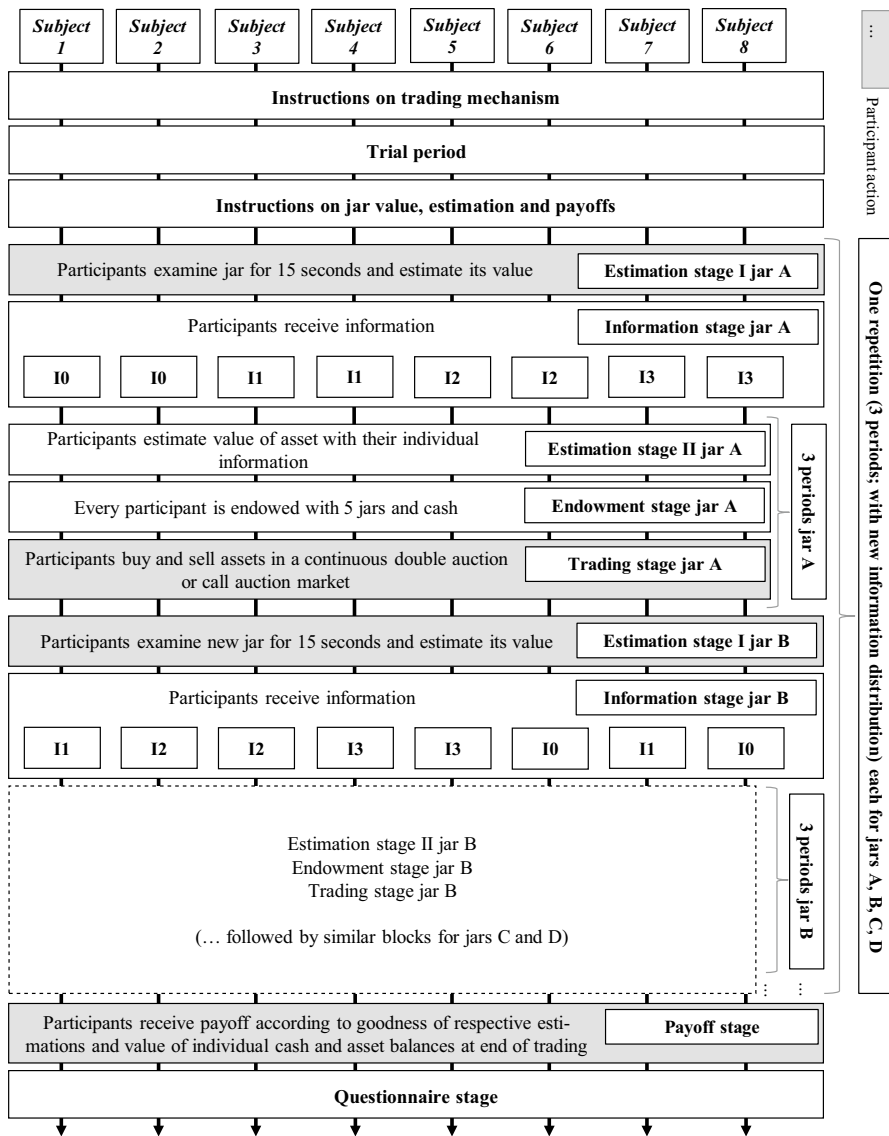 Subject 1
Subject 2
Subject 3
Subject 4
Subject 5
Subject 6
Subject 7
Subject 8
...
Participant action
Instructions on trading mechanism
Trial period
Instructions on jar value, estimation and payoffs
Participants examine jar for 15 seconds and estimate its value
Estimation stage I jar A
Participants receive information
Information stage jar A
I0
I0
I1
I1
I2
I2
I3
I3
Participants estimate value of asset with their individual
information
Estimation stage II jar A
Every participant is endowed with 5 jars and cash
Endowment stage jar A
Participants buy and sell assets in a continuous double auction
or call auction market
Trading stage jar A
3 periods jar A
Participants examine new jar for 15 seconds and estimate its value
Estimation stage I jar B
Participants receive information
Information stage jar B
I1
I2
I2
I3
I3
I0
I1
I0
Estimation stage II jar B
Endowment stage jar B
Trading stage jar B
(… followed by similar blocks for jars C and D)
3 periods jar B
... ...
One repetition (3 periods; with new information distribution) each for jars A, B, C, D
Participants receive payoff according to goodness of respective esti-
mations and value of individual cash and asset balances at end of trading
Payoff stage
Questionnaire stage